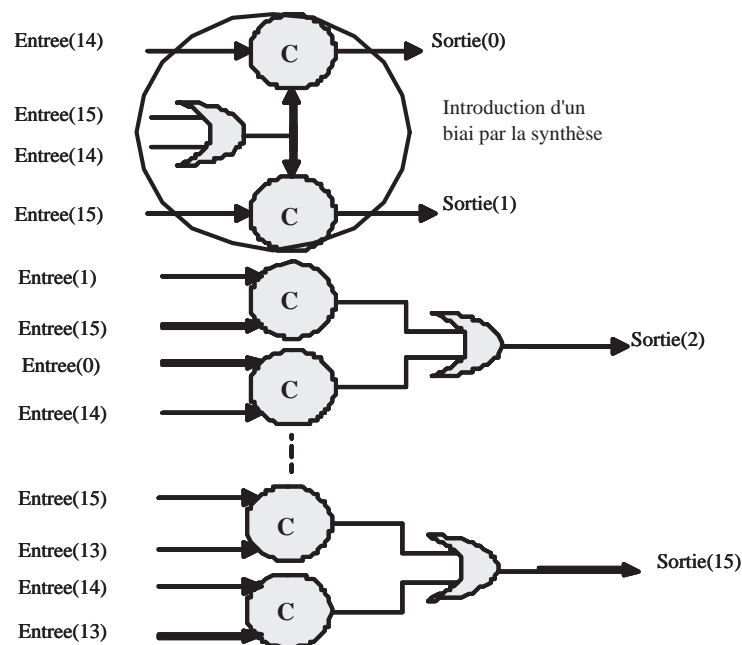 Entree(14)
C
Sortie(0)
Entree(15)
Entree(14)
Introduction d'un
biai par la synthèse
Entree(15)
C
Sortie(1)
Entree(1)
C
Entree(15)
Sortie(2)
Entree(0)
C
Entree(14)
Entree(15)
C
Entree(13)
Sortie(15)
Entree(14)
C
Entree(13)